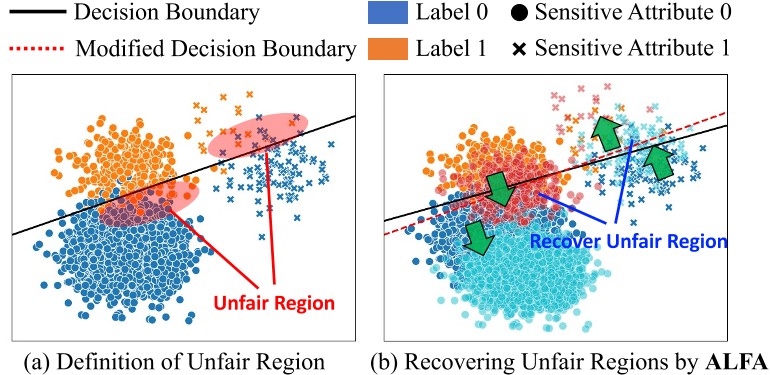 Decision Boundary
Label 0
Sensitive Attribute 0
Modified Decision Boundary
Label 1
Sensitive Attribute 1
Unfair Region
Recover Unfair Region
(a) Definition of Unfair Region
(b) Recovering Unfair Regions by ALFA